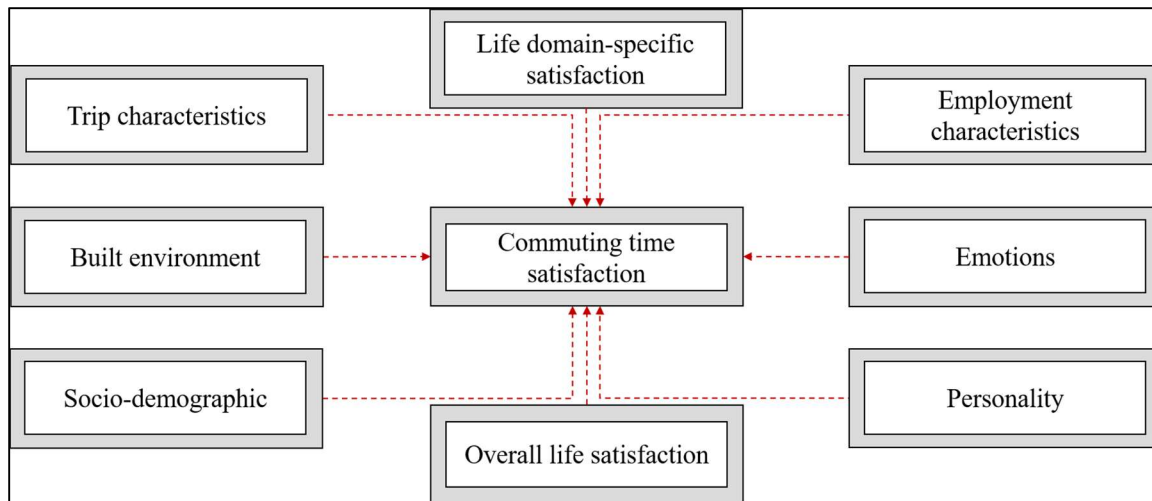 Life domain-specific
satisfaction
Trip characteristics
Employment
characteristics
Built environment
Commuting time
satisfaction
Emotions
Socio-demographic
Overall life satisfaction
Personality